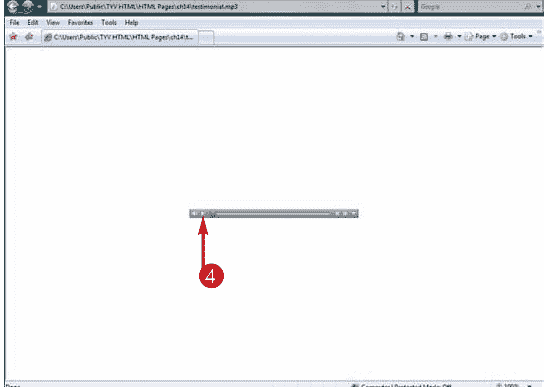 C:\Users\Public\TYV HTML\HTML Pages\ch14\testimonial.mp3
Google
File Edit View Favorites Tools Help
C:\Users\Public\TYV HTML\HTML Pages\ch14\t...
Page Tools
4
Computer | Protected Mode: Off
100%